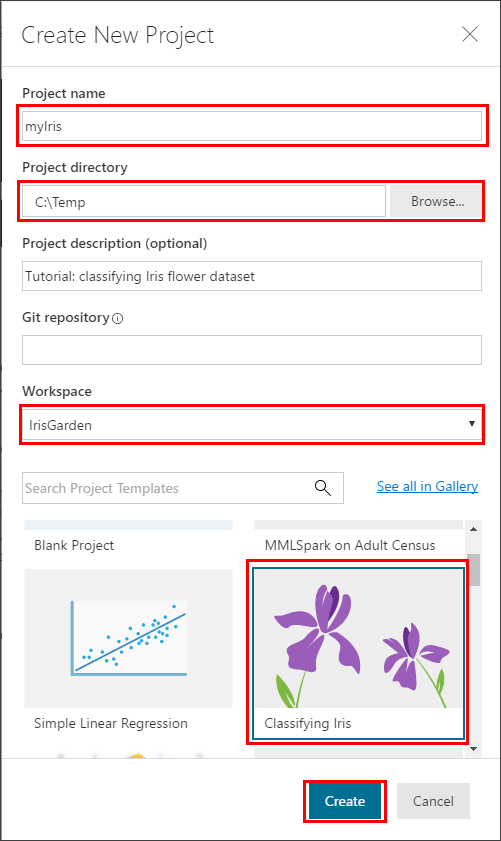 Create New Project
Project name
myIris
Project directory
C:\Temp
Browse...
Project description (optional)
Tutorial: classifying Iris flower dataset
Git repository
Workspace
IrisGarden
Search Project Templates
See all in Gallery
Blank Project
MMLSpark on Adult Census
Simple Linear Regression
Classifying Iris
Create
Cancel